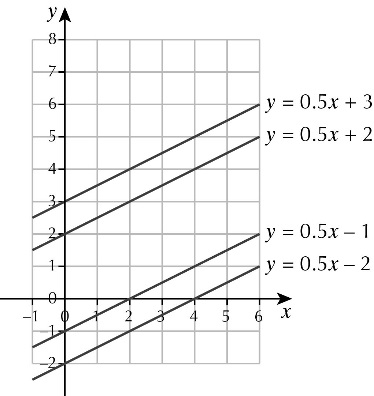 y
8
7
6
y = 0.5x + 3
5
y = 0.5x + 2
4
3
2
y = 0.5x − 1
1
y = 0.5x − 2
0
−1 0 1 2 3 4 5 6 x
−1
−2